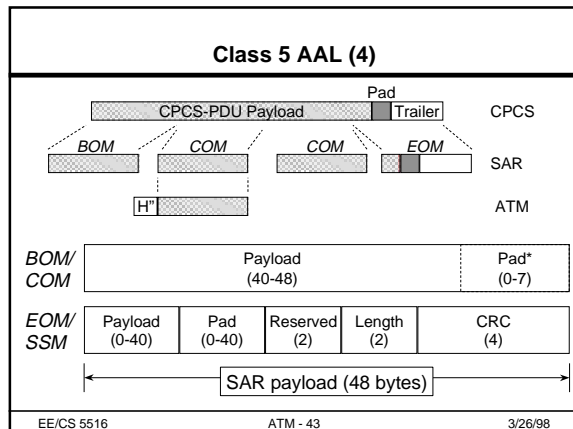 Class 5 AAL (4)
Pad
CPCS-PDU Payload Trailer CPCS
BOM COM COM EOM SAR
H” ATM
BOM/ COM Payload (40-48) Pad* (0-7)
EOM/ SSM Payload (0-40) Pad (0-40) Reserved (2) Length (2) CRC (4)
SAR payload (48 bytes)
EE/CS 5516 ATM - 43 3/26/98